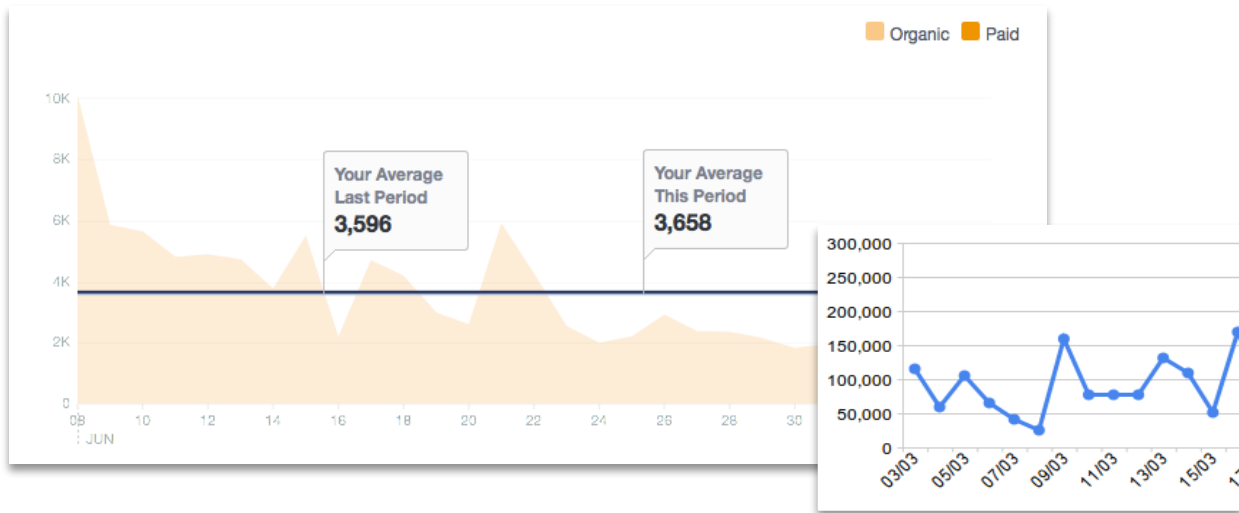 Organic Paid
10K
8K
6K
4K
2K
0
Your Average
Last Period
3,596
Your Average
This Period
3,658
08 10 12 14 16 18 20 22 24 26 28 30
JUN
300,000
250,000
200,000
150,000
100,000
50,000
0
03/03 05/03 07/03 09/03 11/03 13/03 15/03